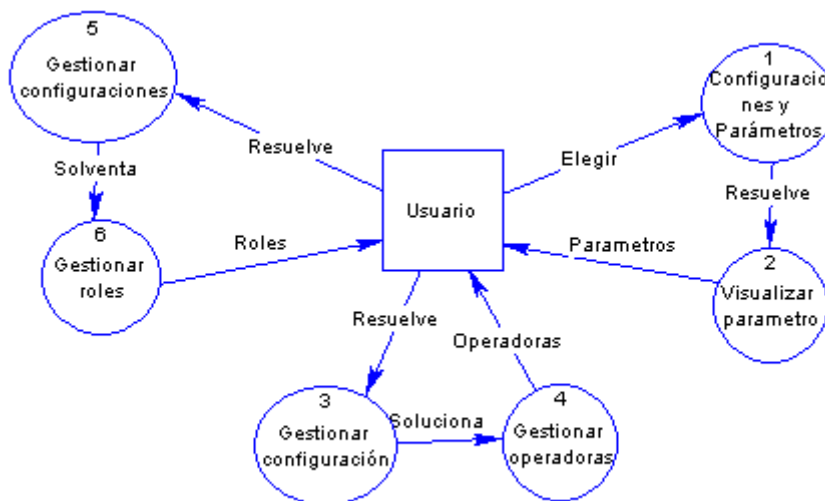 5
Gestionar
configuraciones
1
Configuracio
nes y
Parámetros
Resuelve
Elegir
Solventa
Resuelve
Usuario
6
Gestionar
roles
Roles
Parametros
2
Visualizar
parametro
Resuelve
Operadoras
3
Gestionar
configuración
Soluciona
4
Gestionar
operadoras